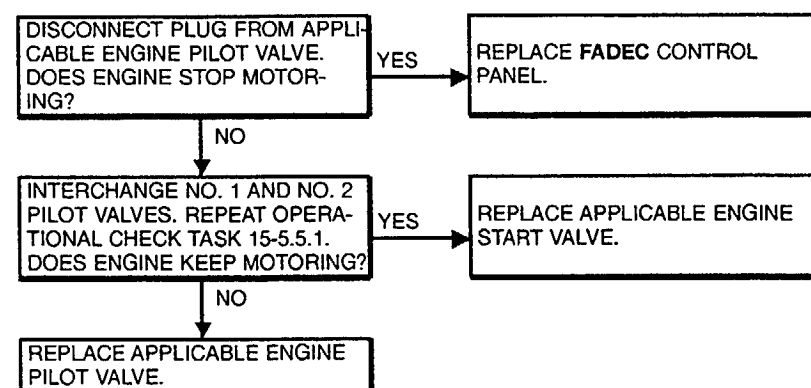 DISCONNECT PLUG FROM APPLI-
CABLE ENGINE PILOT VALVE.
DOES ENGINE STOP MOTOR-
ING?
YES
REPLACE FADEC CONTROL
PANEL.
NO
INTERCHANGE NO. 1 AND NO. 2
PILOT VALVES. REPEAT OPERA-
TIONAL CHECK TASK 15-5.5.1.
DOES ENGINE KEEP MOTORING?
YES
REPLACE APPLICABLE ENGINE
START VALVE.
NO
REPLACE APPLICABLE ENGINE
PILOT VALVE.